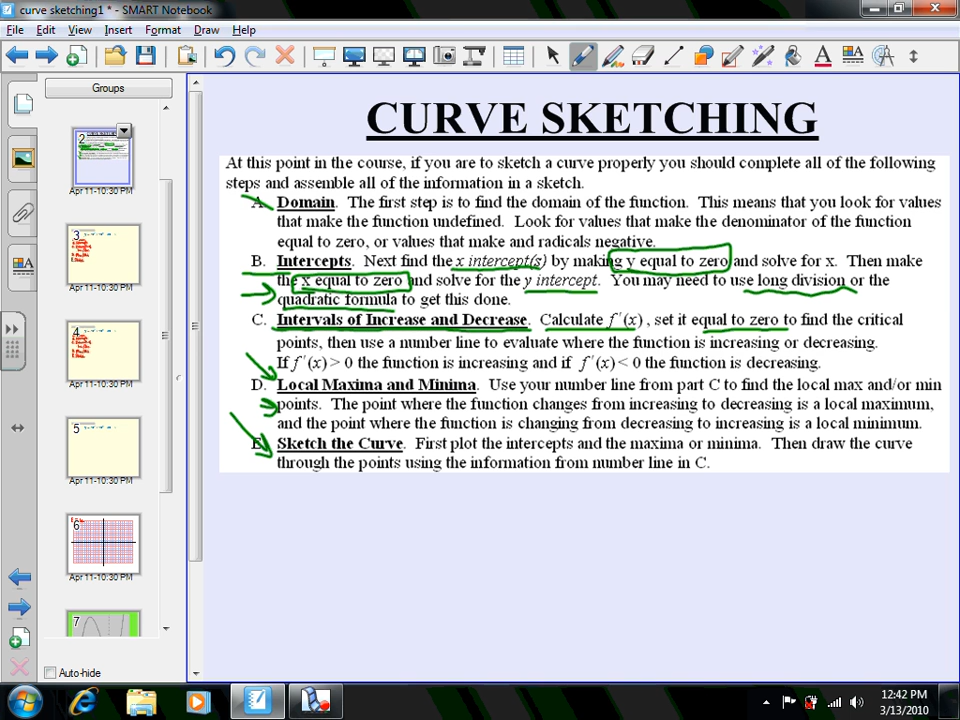 curve sketching1 * - SMART Notebook
File Edit View Insert Format Draw Help
Groups
2
Apr 11-10:30 PM
3
Apr 11-10:30 PM
4
Apr 11-10:30 PM
5
Apr 11-10:30 PM
6
Apr 11-10:30 PM
7
Auto-hide
CURVE SKETCHING
At this point in the course, if you are to sketch a curve properly you should complete all of the following
steps and assemble all of the information in a sketch.
A. Domain. The first step is to find the domain of the function. This means that you look for values
that make the function undefined. Look for values that make the denominator of the function
equal to zero, or values that make and radicals negative.
B. Intercepts. Next find the x intercept(s) by making y equal to zero and solve for x. Then make
the x equal to zero and solve for the y intercept. You may need to use long division or the
quadratic formula to get this done.
C. Intervals of Increase and Decrease. Calculate f '(x), set it equal to zero to find the critical
points, then use a number line to evaluate where the function is increasing or decreasing.
If f '(x) > 0 the function is increasing and if f '(x) < 0 the function is decreasing.
D. Local Maxima and Minima. Use your number line from part C to find the local max and/or min
points. The point where the function changes from increasing to decreasing is a local maximum,
and the point where the function is changing from decreasing to increasing is a local minimum.
E. Sketch the Curve. First plot the intercepts and the maxima or minima. Then draw the curve
through the points using the information from number line in C.
12:42 PM
3/13/2010